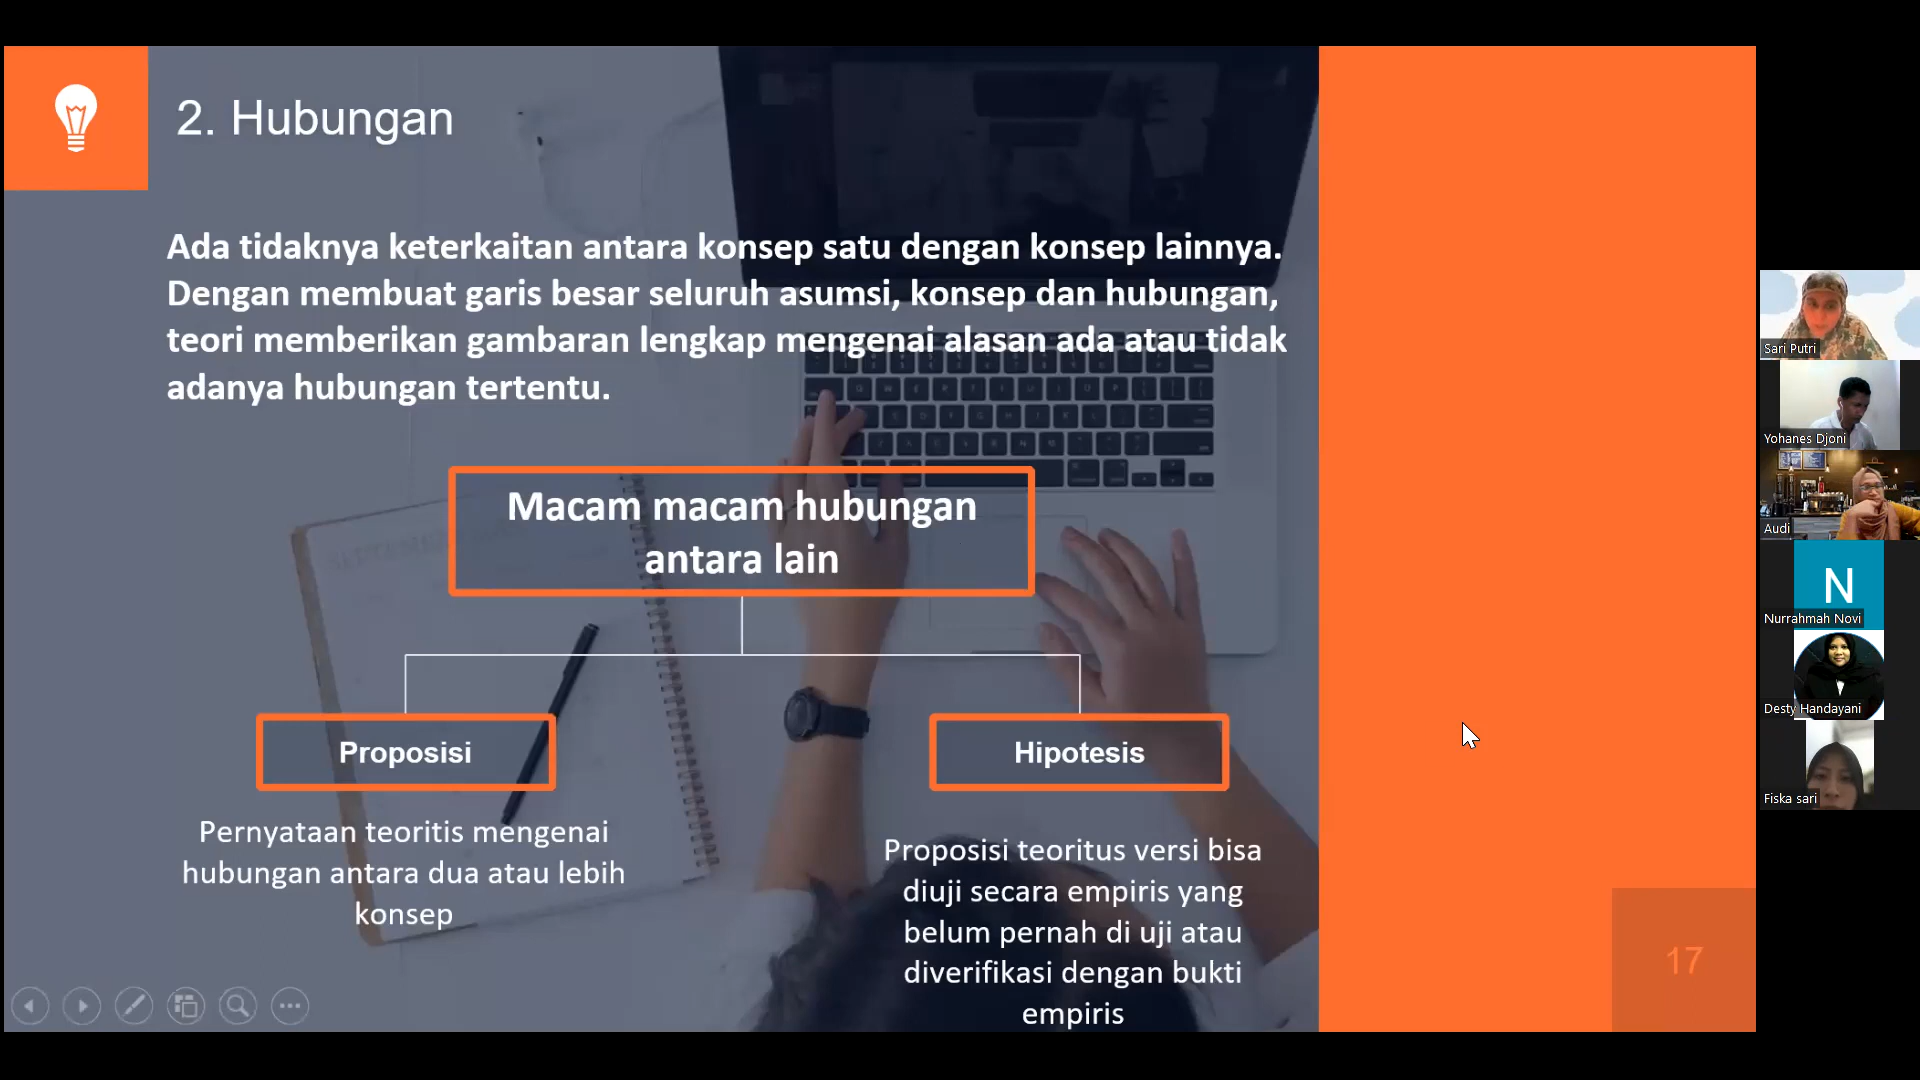 2. Hubungan
Ada tidaknya keterkaitan antara konsep satu dengan konsep lainnya.
Dengan membuat garis besar seluruh asumsi, konsep dan hubungan,
teori memberikan gambaran lengkap mengenai alasan ada atau tidak
adanya hubungan tertentu.
Macam macam hubungan
antara lain
Proposisi
Pernyataan teoritis mengenai
hubungan antara dua atau lebih
konsep
Hipotesis
Proposisi teoritus versi bisa
diuji secara empiris yang
belum pernah di uji atau
diverifikasi dengan bukti
empiris
17
Sari Putri
Yohanes Djoni
Audi
N
Nurrahmah Novi
Desty Handayani
Fiska sari